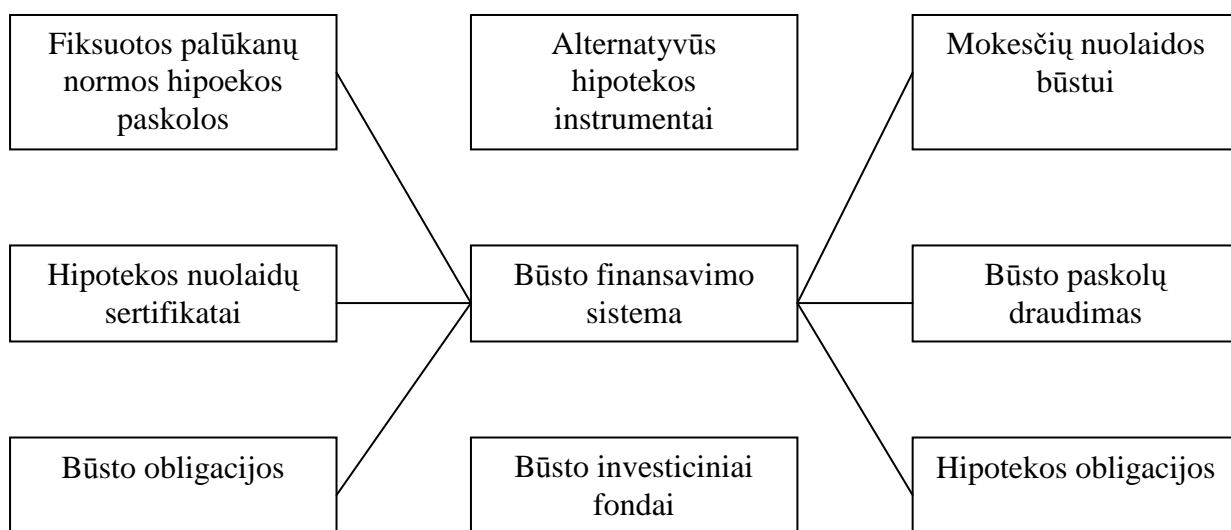 Fiksuotos palūkanų
normos hipoekos
paskolos
Alternatyvūs
hipotekos
instrumentai
Mokesčių nuolaidos
būstui
Hipotekos nuolaidų
sertifikatai
Būsto finansavimo
sistema
Būsto paskolų
draudimas
Būsto obligacijos
Būsto investiciniai
fondai
Hipotekos obligacijos